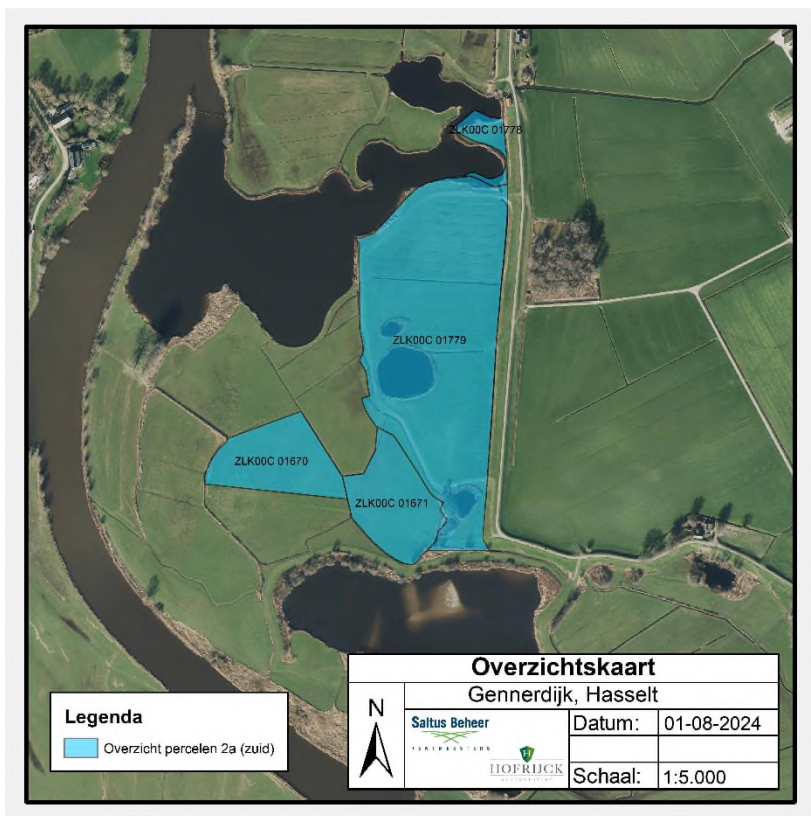 ZLK00C 01778
ZLK00C 01779
ZLK00C 01670
ZLK00C 01671
Overzichtskaart
Gennerdijk, Hasselt
N
Saltus Beheer
RENTMEESTERS
HOFRIJCK
Datum: 01-08-2024
Schaal: 1:5.000
Legenda
Overzicht percelen 2a (zuid)